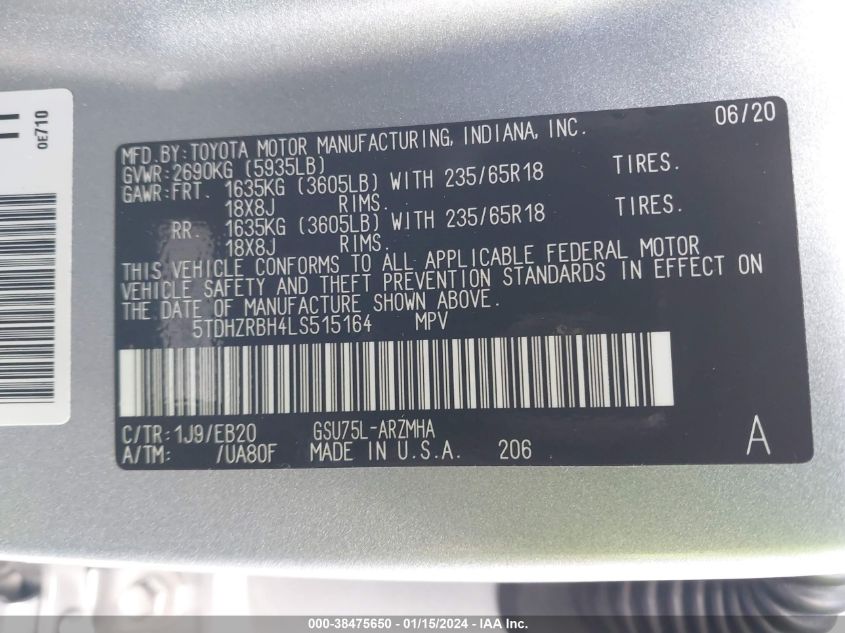 0E710
06/20
MFD.BY:TOYOTA MOTOR MANUFACTURING, INDIANA, INC.
GVWR:2690KG (5935LB)
GAWR:FRT. 1635KG (3605LB) WITH 235/65R18 TIRES.
18X8J RIMS.
RR. 1635KG (3605LB) WITH 235/65R18 TIRES.
18X8J RIMS.
THIS VEHICLE CONFORMS TO ALL APPLICABLE FEDERAL MOTOR
VEHICLE SAFETY AND THEFT PREVENTION STANDARDS IN EFFECT ON
THE DATE OF MANUFACTURE SHOWN ABOVE.
5TDHZRBH4LS515164 MPV
C/TR:1J9/EB20 GSU75L-ARZMHA
A/TM: /UA80F MADE IN U.S.A. 206 A
000-38475650 - 01/15/2024 - IAA Inc.